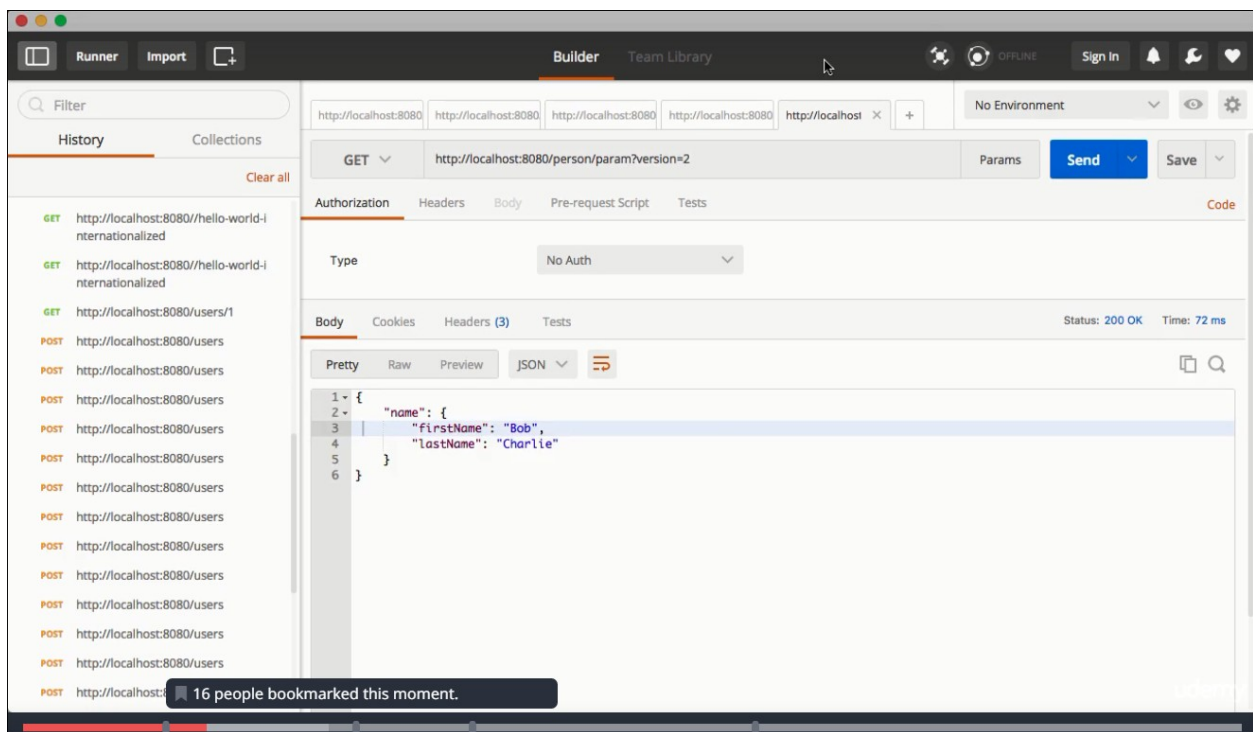 Runner Import Builder Team Library OFFLINE Sign In
Filter
History Collections
Clear all
GET http://localhost:8080//hello-world-i
nternationalized
GET http://localhost:8080//hello-world-i
nternationalized
GET http://localhost:8080/users/1
POST http://localhost:8080/users
POST http://localhost:8080/users
POST http://localhost:8080/users
POST http://localhost:8080/users
POST http://localhost:8080/users
POST http://localhost:8080/users
POST http://localhost:8080/users
POST http://localhost:8080/users
POST http://localhost:8080/users
POST http://localhost:8080/users
POST http://localhost:8080/users
POST http://localhost:8080/users
POST http://localhost:8
http://localhost:8080 http://localhost:8080 http://localhost:8080 http://localhost:8080 http://localhost × +
No Environment
GET http://localhost:8080/person/param?version=2 Params Send Save
Authorization Headers Body Pre-request Script Tests Code
Type No Auth
Body Cookies Headers (3) Tests Status: 200 OK Time: 72 ms
Pretty Raw Preview JSON
1 {
2 "name": {
3 "firstName": "Bob",
4 "lastName": "Charlie"
5 }
6 }
16 people bookmarked this moment.
udemy